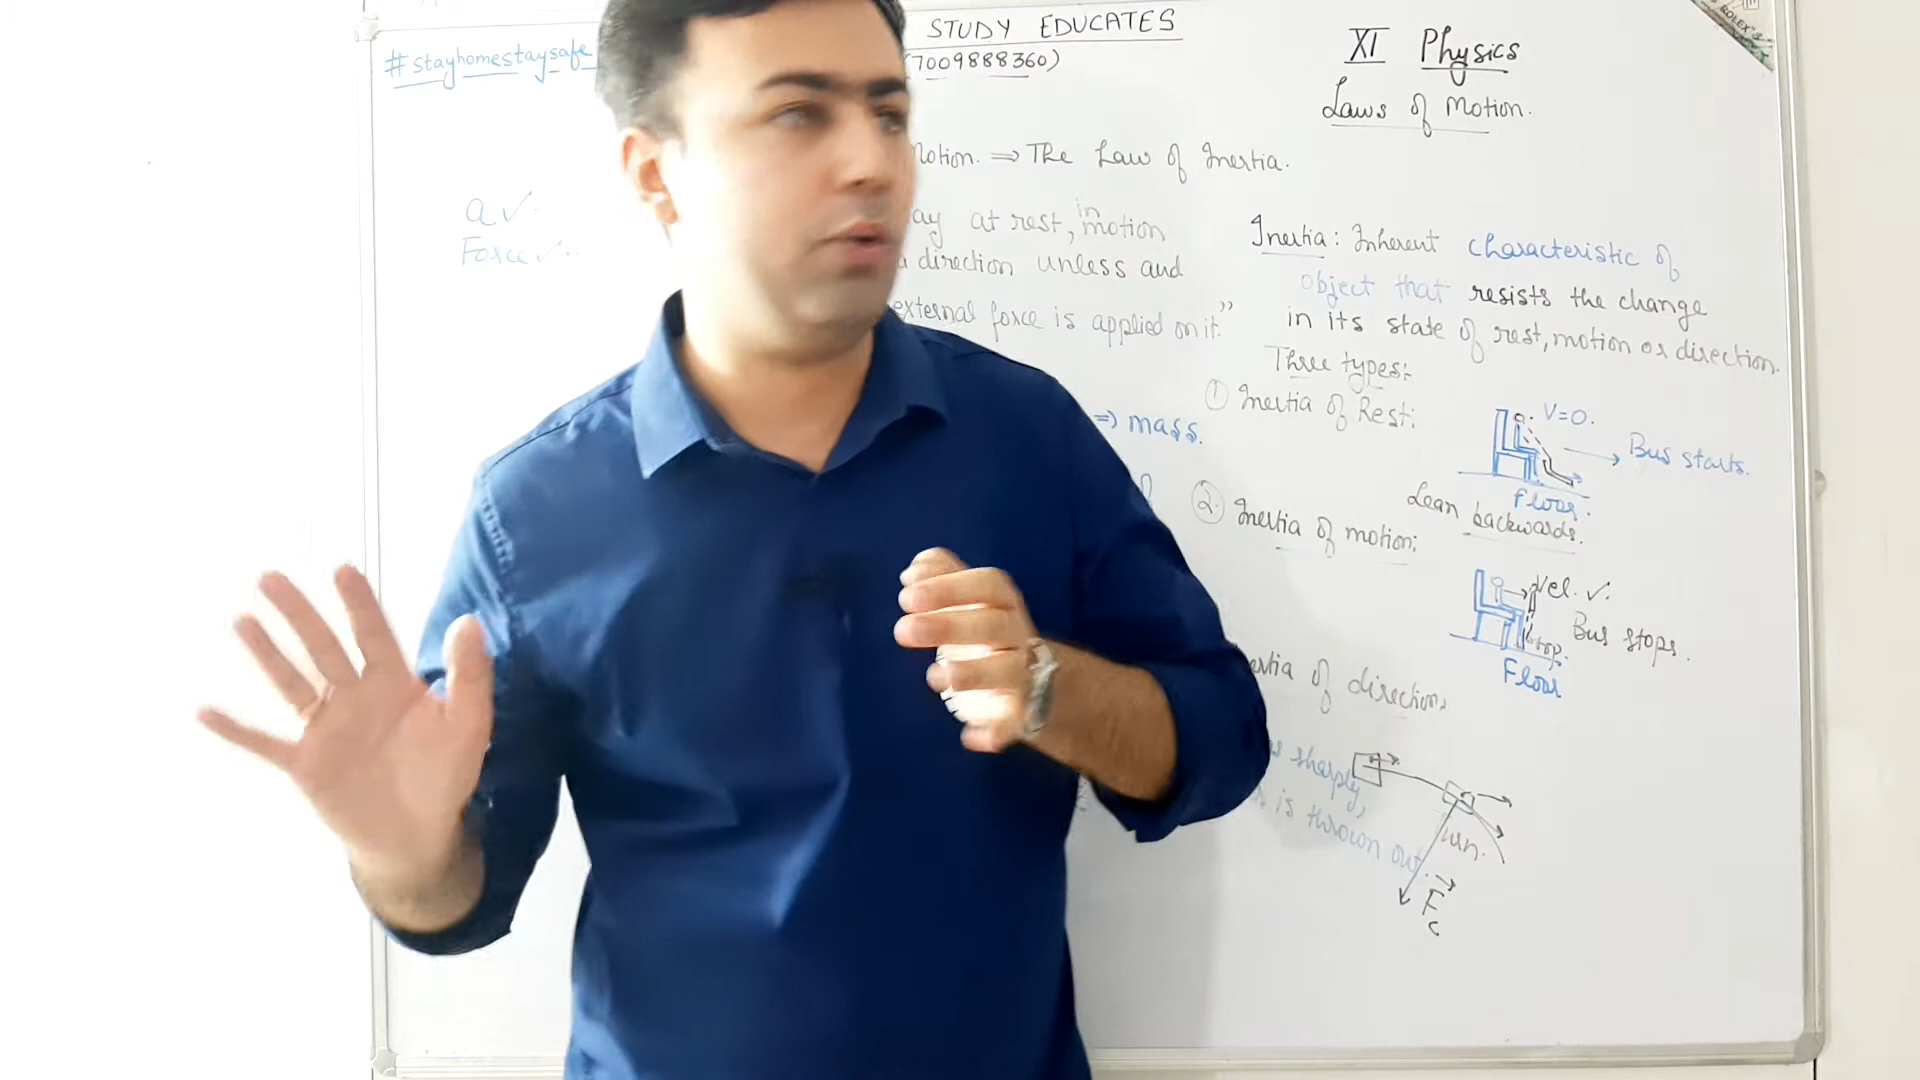 #stayhomestaysafe
STUDY EDUCATES
(7009888360)
XI Physics
Laws of Motion.
Motion. ⇒ The Law of Inertia.
a ✓.
Force ✓..
at rest, in motion
direction unless and
external force is applied on it."
⇒ mass.
Inertia: Inherent characteristic of
object that resists the change
in its state of rest, motion or direction.
Three types:
① Inertia of Rest:
V=0.
→ Bus starts.
Floor.
Lean backwards.
② Inertia of motion:
Vel. ✓.
Bus stops.
stop.
Floor
of direction,
sharply,
is thrown out.
turn.
F⃗c
ROLEX's